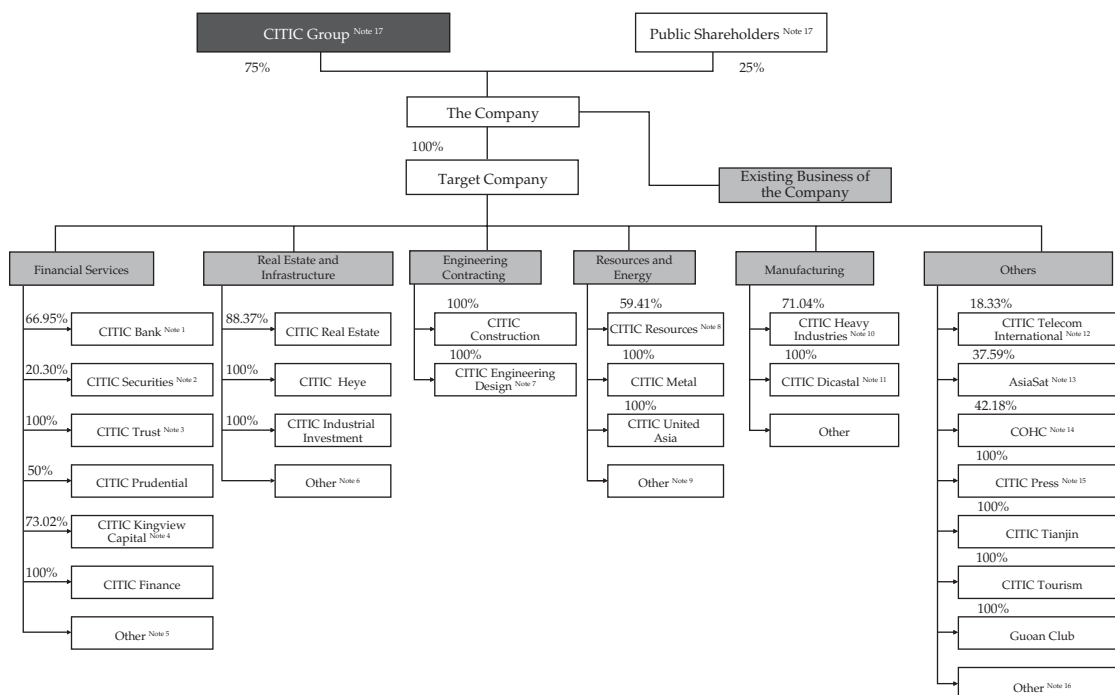 CITIC Group Note 17
Public Shareholders Note 17
75%
25%
The Company
100%
Target Company
Existing Business of
the Company
Financial Services
66.95%
CITIC Bank Note 1
20.30%
CITIC Securities Note 2
100%
CITIC Trust Note 3
50%
CITIC Prudential
73.02%
CITIC Kingview
Capital Note 4
100%
CITIC Finance
Other Note 5
Real Estate and
Infrastructure
88.37%
CITIC Real Estate
100%
CITIC Heye
100%
CITIC Industrial
Investment
Other Note 6
Engineering
Contracting
100%
CITIC
Construction
100%
CITIC Engineering
Design Note 7
Resources and
Energy
59.41%
CITIC Resources Note 8
100%
CITIC Metal
100%
CITIC United
Asia
Other Note 9
Manufacturing
71.04%
CITIC Heavy
Industries Note 10
100%
CITIC Dicastal Note 11
Other
Others
18.33%
CITIC Telecom
International Note 12
37.59%
AsiaSat Note 13
42.18%
COHC Note 14
100%
CITIC Press Note 15
100%
CITIC Tianjin
100%
CITIC Tourism
100%
Guoan Club
Other Note 16